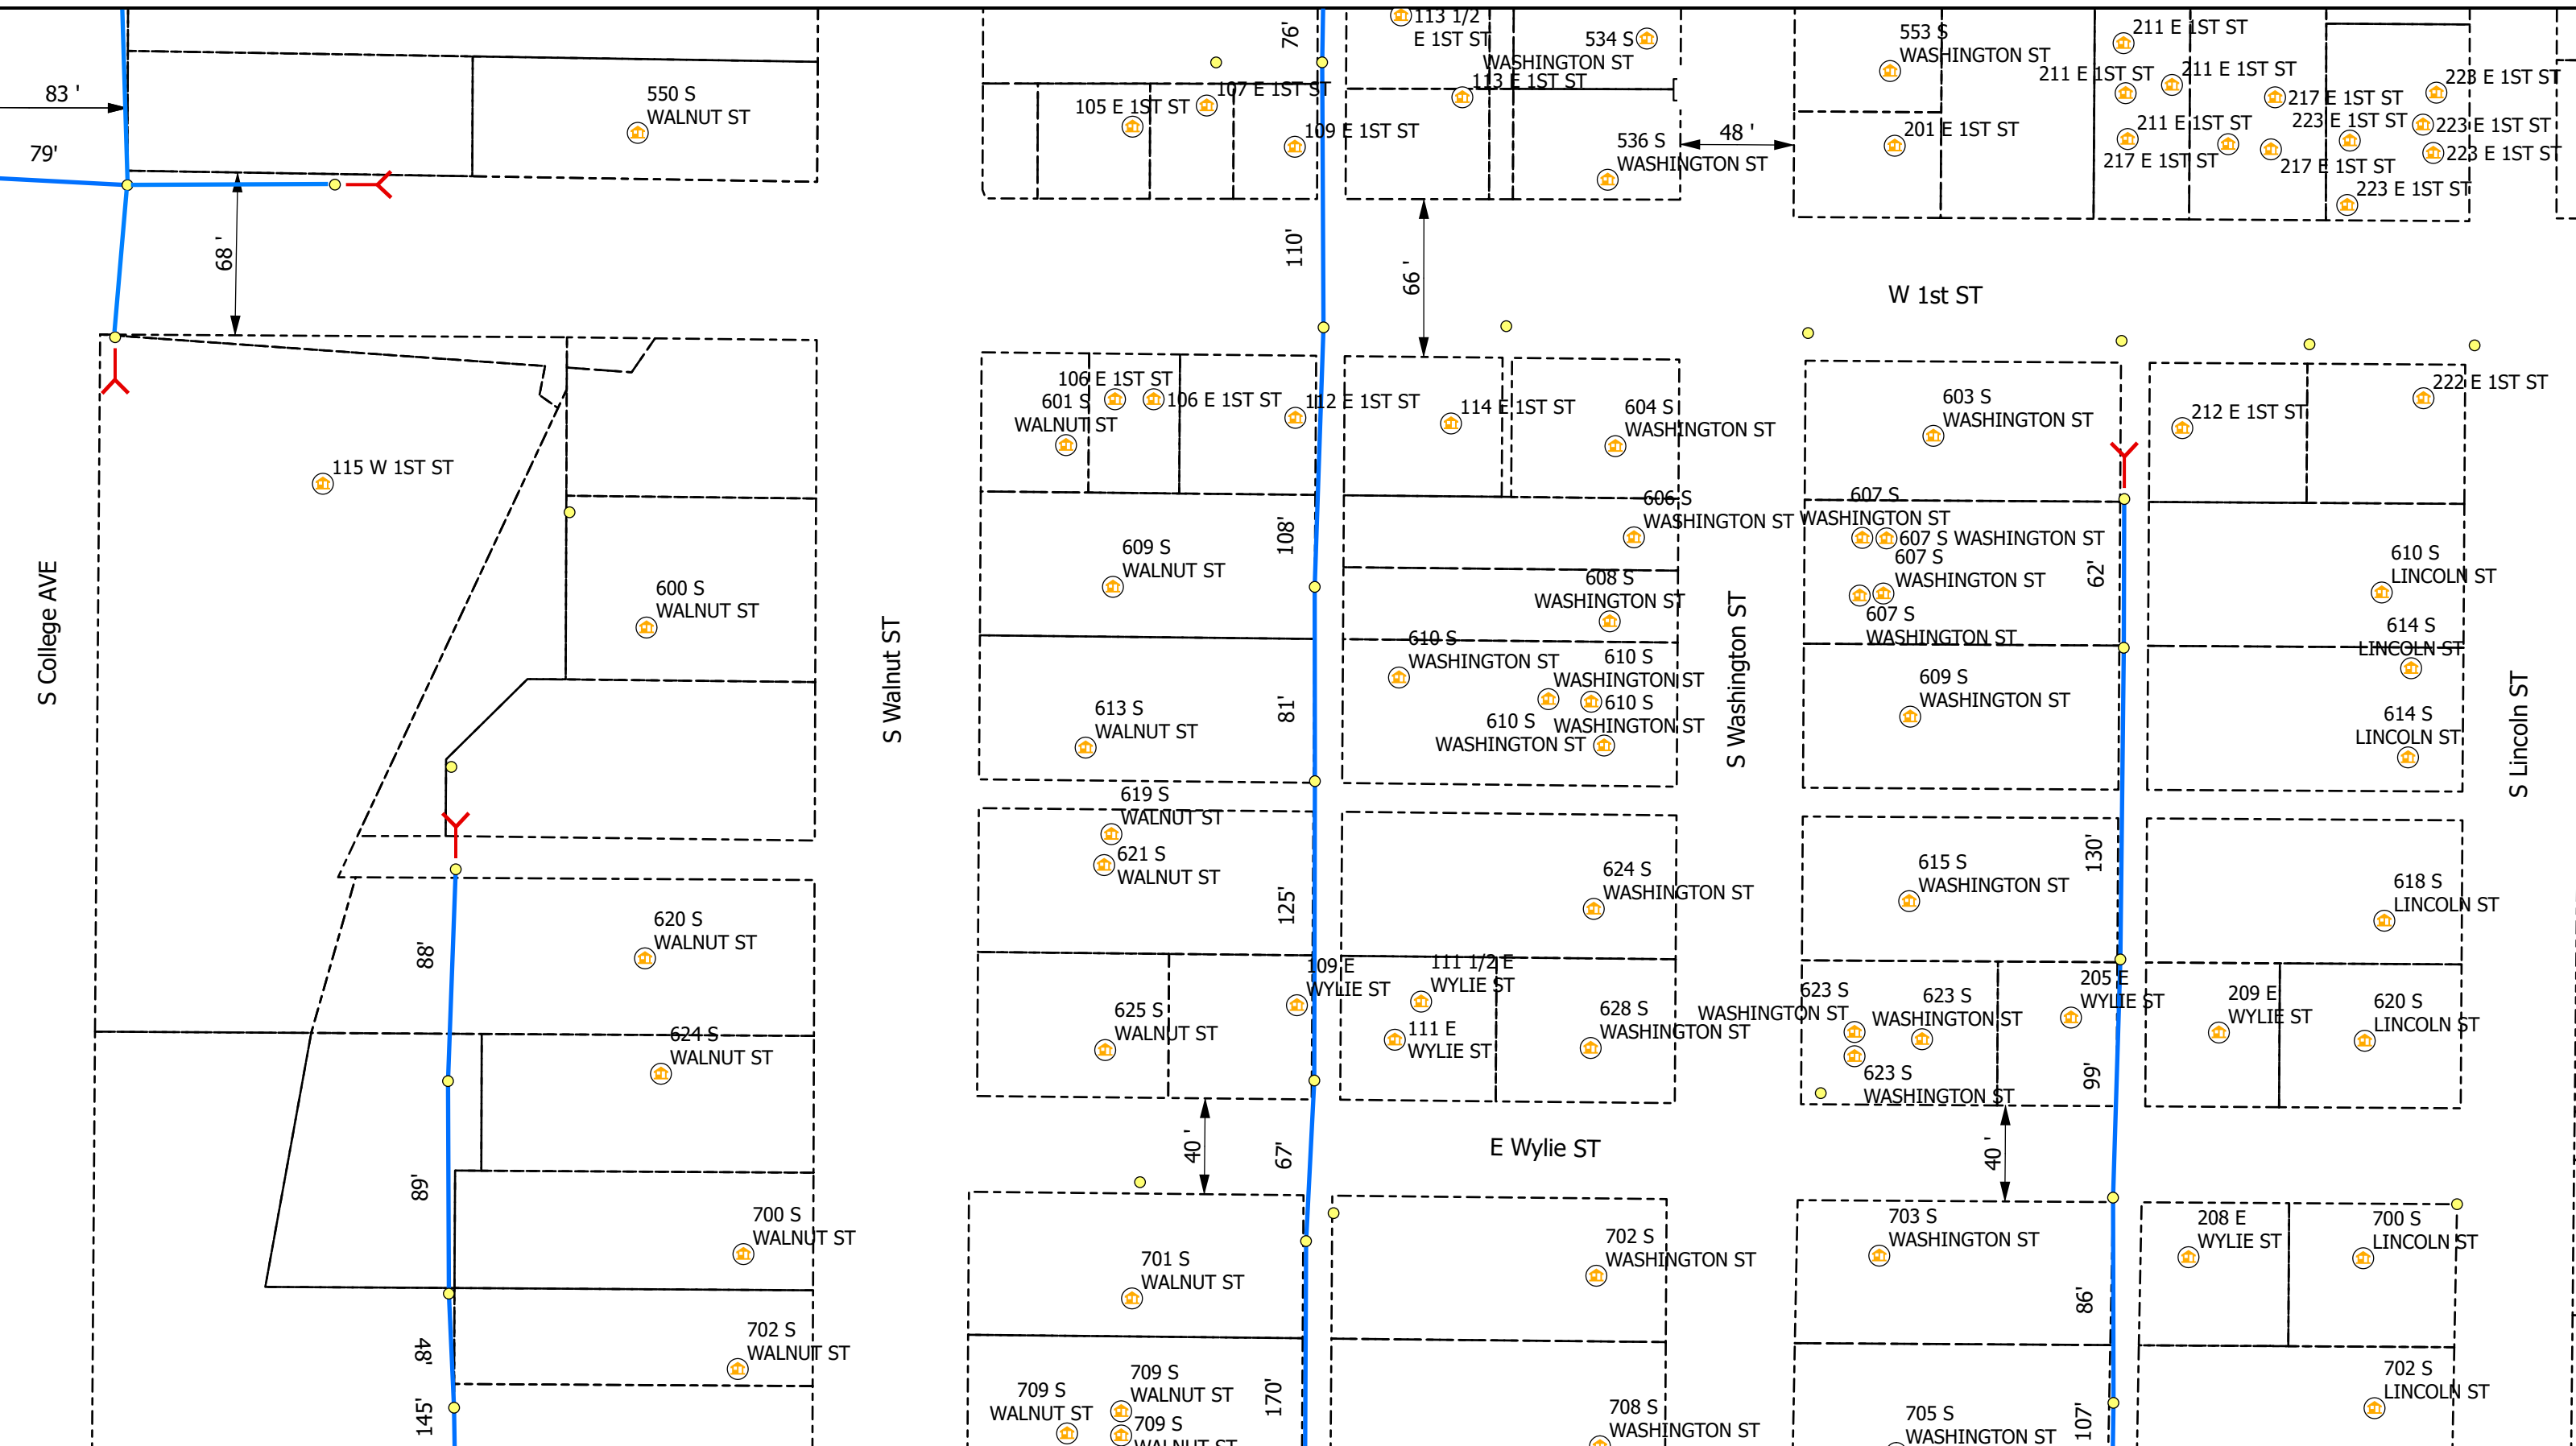 83 '
79'
550 S
WALNUT ST
68 '
105 E 1ST ST
107 E 1ST ST
109 E 1ST ST
76'
110'
113 1/2
E 1ST ST
534 S
WASHINGTON ST
113 E 1ST ST
536 S
WASHINGTON ST
48 '
66 '
553 S
WASHINGTON ST
201 E 1ST ST
211 E 1ST ST
211 E 1ST ST
211 E 1ST ST
211 E 1ST ST
217 E 1ST ST
217 E 1ST ST
217 E 1ST ST
223 E 1ST ST
223 E 1ST ST
223 E 1ST ST
223 E 1ST ST
223 E 1ST ST
W 1st ST
S College AVE
115 W 1ST ST
600 S
WALNUT ST
S Walnut ST
106 E 1ST ST
601 S
WALNUT ST
106 E 1ST ST
112 E 1ST ST
114 E 1ST ST
604 S
WASHINGTON ST
603 S
WASHINGTON ST
212 E 1ST ST
222 E 1ST ST
609 S
WALNUT ST
108'
606 S
WASHINGTON ST
608 S
WASHINGTON ST
607 S
WASHINGTON ST
607 S WASHINGTON ST
607 S
WASHINGTON ST
607 S
WASHINGTON ST
62'
610 S
LINCOLN ST
614 S
LINCOLN ST
614 S
LINCOLN ST
613 S
WALNUT ST
81'
610 S
WASHINGTON ST
610 S
WASHINGTON ST
610 S
WASHINGTON ST
610 S
WASHINGTON ST
S Washington ST
609 S
WASHINGTON ST
S Lincoln ST
619 S
WALNUT ST
621 S
WALNUT ST
125'
624 S
WASHINGTON ST
615 S
WASHINGTON ST
130'
618 S
LINCOLN ST
620 S
WALNUT ST
88'
624 S
WALNUT ST
625 S
WALNUT ST
109 E
WYLIE ST
111 1/2 E
WYLIE ST
111 E
WYLIE ST
628 S
WASHINGTON ST
623 S
WASHINGTON ST
623 S
WASHINGTON ST
623 S
WASHINGTON ST
205 E
WYLIE ST
99'
209 E
WYLIE ST
620 S
LINCOLN ST
40 '
67'
E Wylie ST
40 '
89'
700 S
WALNUT ST
701 S
WALNUT ST
702 S
WASHINGTON ST
703 S
WASHINGTON ST
86'
208 E
WYLIE ST
700 S
LINCOLN ST
48'
702 S
WALNUT ST
145'
709 S
WALNUT ST
709 S
WALNUT ST
709 S
WALNUT ST
170'
708 S
WASHINGTON ST
705 S
WASHINGTON ST
107'
702 S
LINCOLN ST